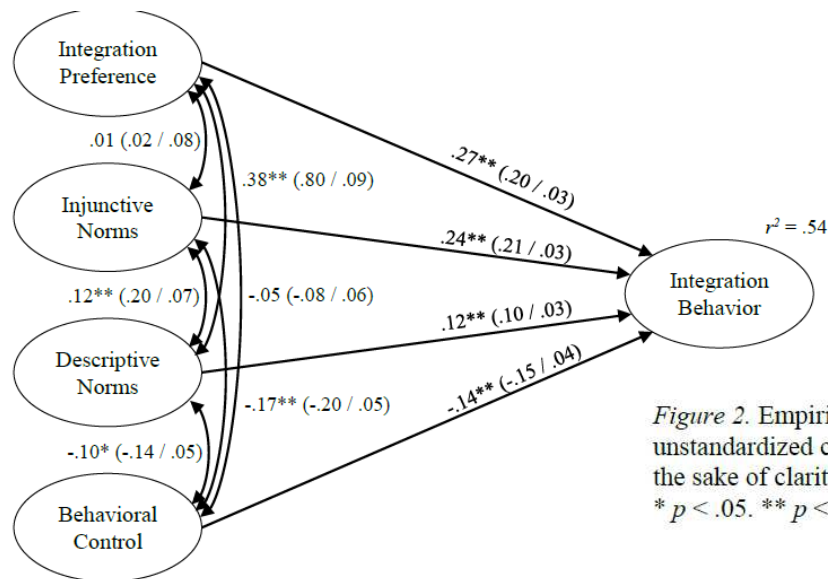 Integration
Preference
.01 (.02 / .08)
.38** (.80 / .09)
.27** (.20 / .03)
Injunctive
Norms
.24** (.21 / .03)
r² = .54
Integration
Behavior
.12** (.20 / .07)
-.05 (-.08 / .06)
.12** (.10 / .03)
Descriptive
Norms
-.17** (-.20 / .05)
-.14** (-.15 / .04)
-.10* (-.14 / .05)
Behavioral
Control
Figure 2. Empiri
unstandardized c
the sake of clarit
* p < .05. ** p <